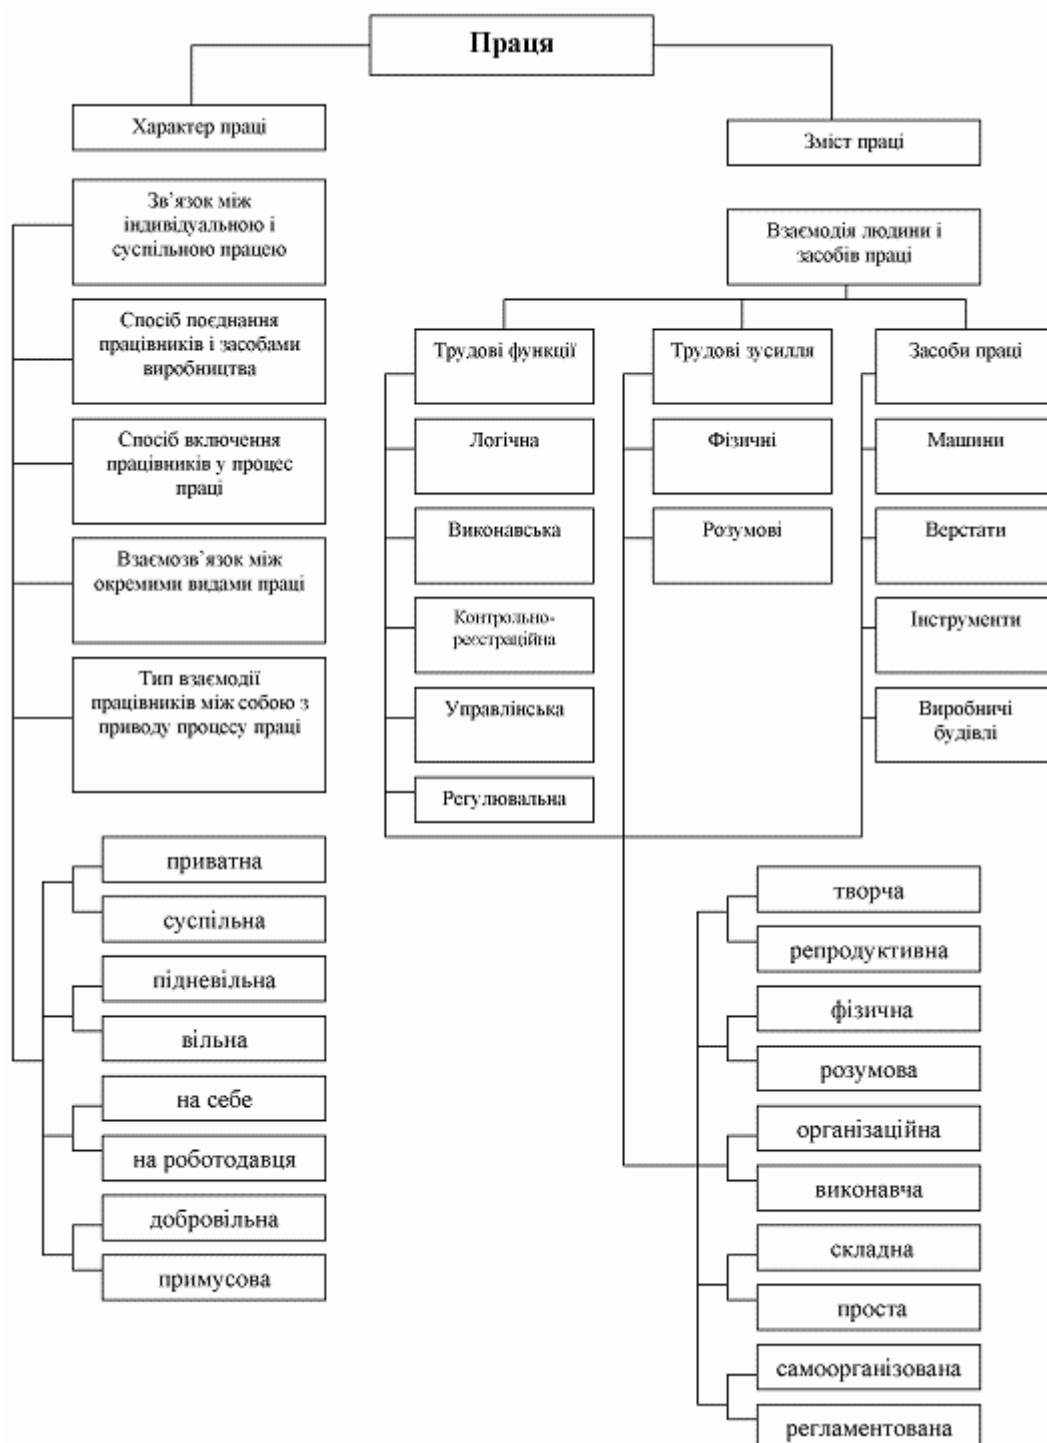 Праця
Характер праці
Зміст праці
Зв’язок між
індивідуальною і
суспільною працею
Спосіб поєднання
працівників і засобами
виробництва
Спосіб включення
працівників у процес
праці
Взаємозв’язок між
окремими видами праці
Тип взаємодії
працівників між собою з
приводу процесу праці
приватна
суспільна
підневільна
вільна
на себе
на роботодавця
добровільна
примусова
Взаємодія людини і
засобів праці
Трудові функції
Логічна
Виконавська
Контрольно-
реєстраційна
Управлінська
Регулювальна
Трудові зусилля
Фізичні
Розумові
Засоби праці
Машини
Верстати
Інструменти
Виробничі
будівлі
творча
репродуктивна
фізична
розумова
організаційна
виконавча
складна
проста
самоорганізована
регламентована